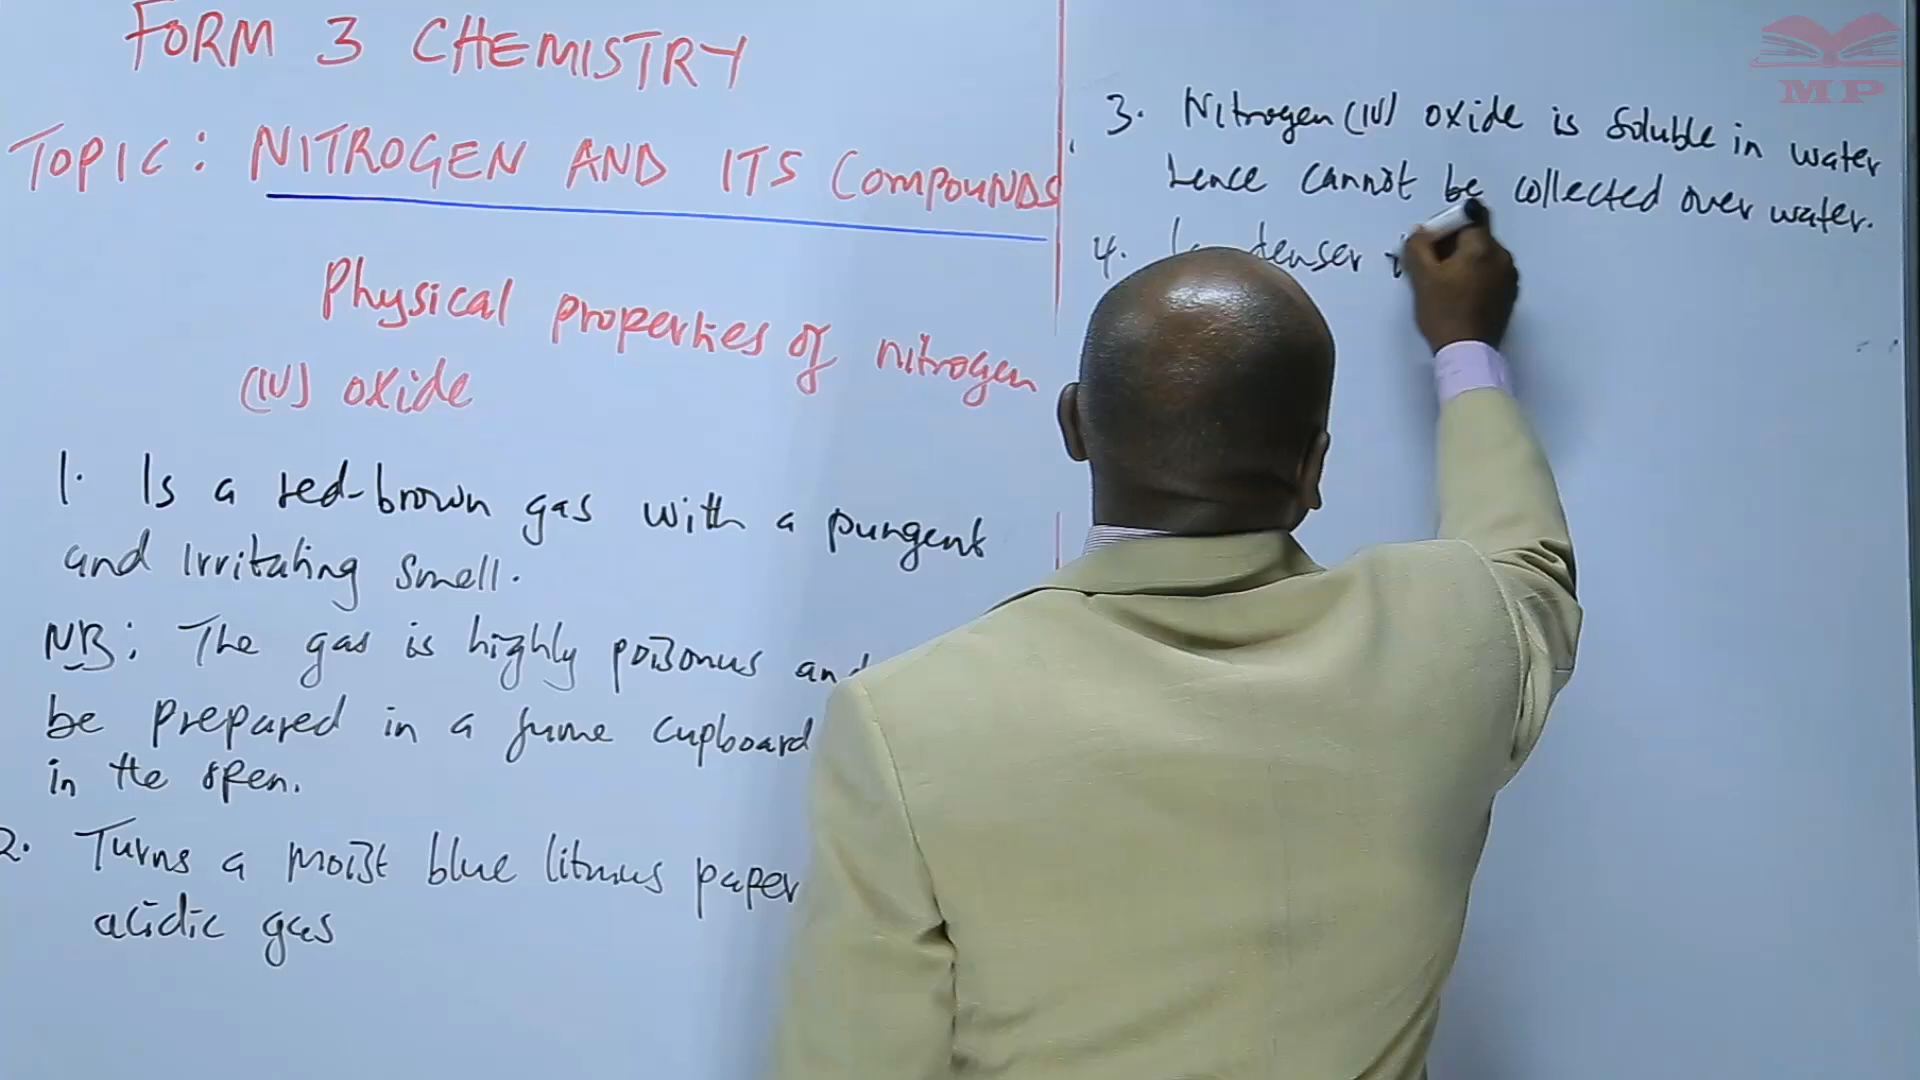 FORM 3 CHEMISTRY
TOPIC: NITROGEN AND ITS COMPOUNDS
Physical properties of nitrogen
(IV) oxide
1. Is a red-brown gas with a pungent
and irritating smell.
NB: The gas is highly poisonus
be prepared in a fume cupboard
in the open.
2. Turns a moist blue litmus paper
acidic gas
3. Nitrogen (IV) oxide is soluble in water
hence cannot be collected over water.
4.
MP